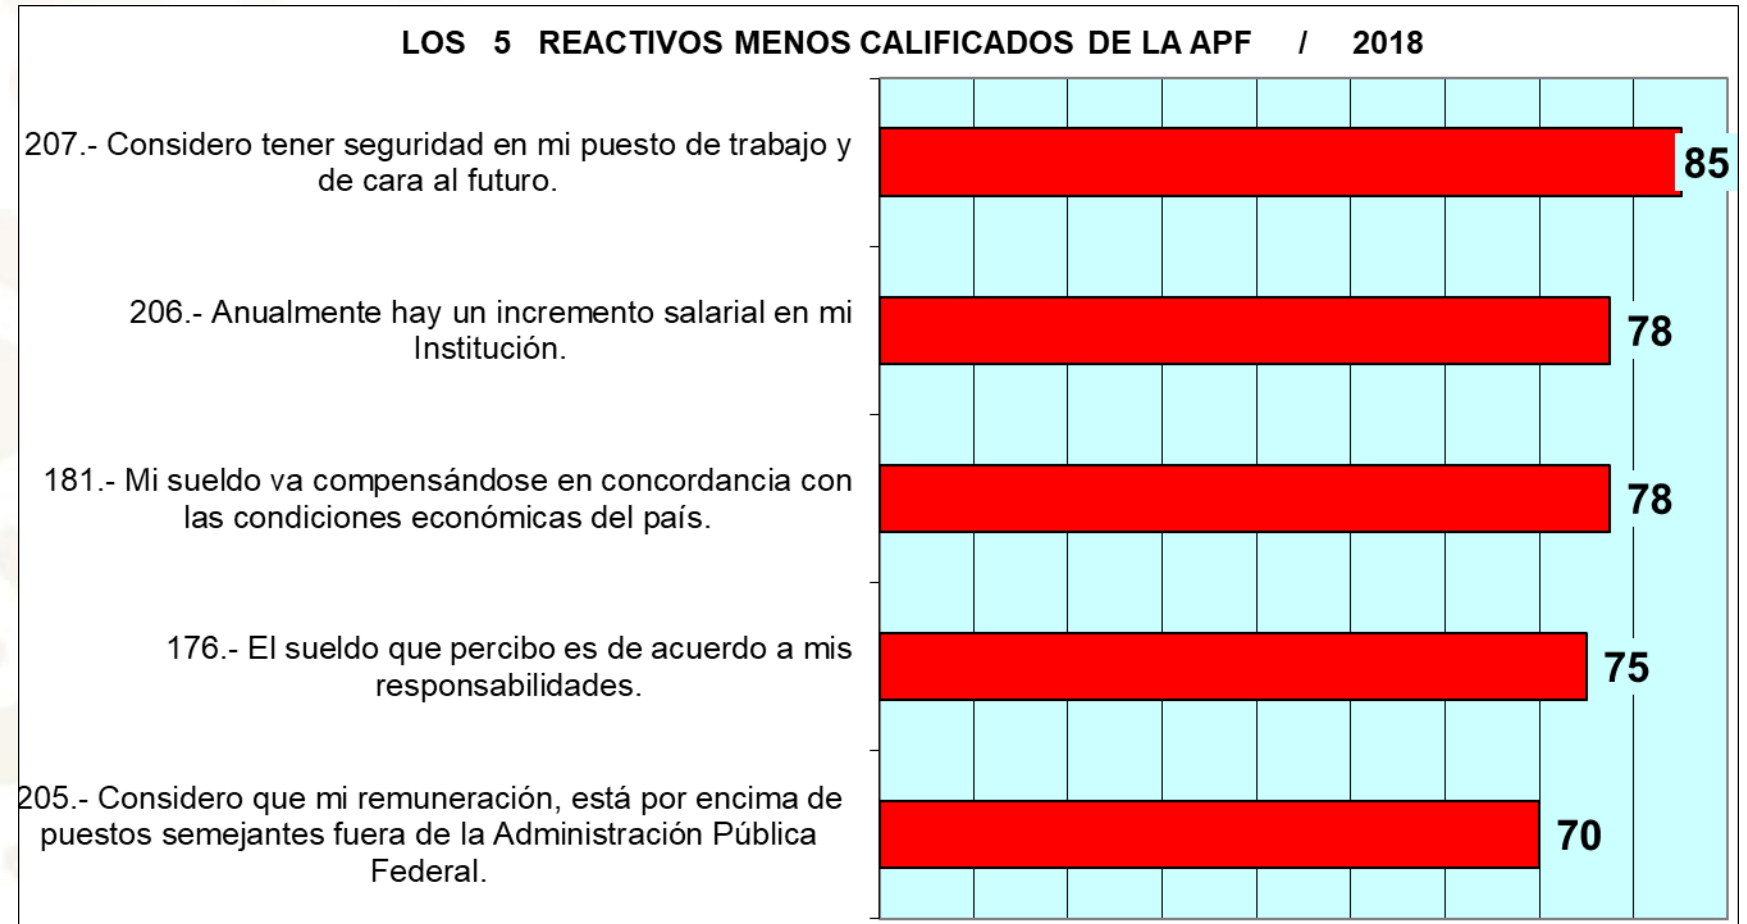 LOS 5 REACTIVOS MENOS CALIFICADOS DE LA APF / 2018
207.- Considero tener seguridad en mi puesto de trabajo y
de cara al futuro.
85
206.- Anualmente hay un incremento salarial en mi
Institución.
78
181.- Mi sueldo va compensándose en concordancia con
las condiciones económicas del país.
78
176.- El sueldo que percibo es de acuerdo a mis
responsabilidades.
75
205.- Considero que mi remuneración, está por encima de
puestos semejantes fuera de la Administración Pública
Federal.
70